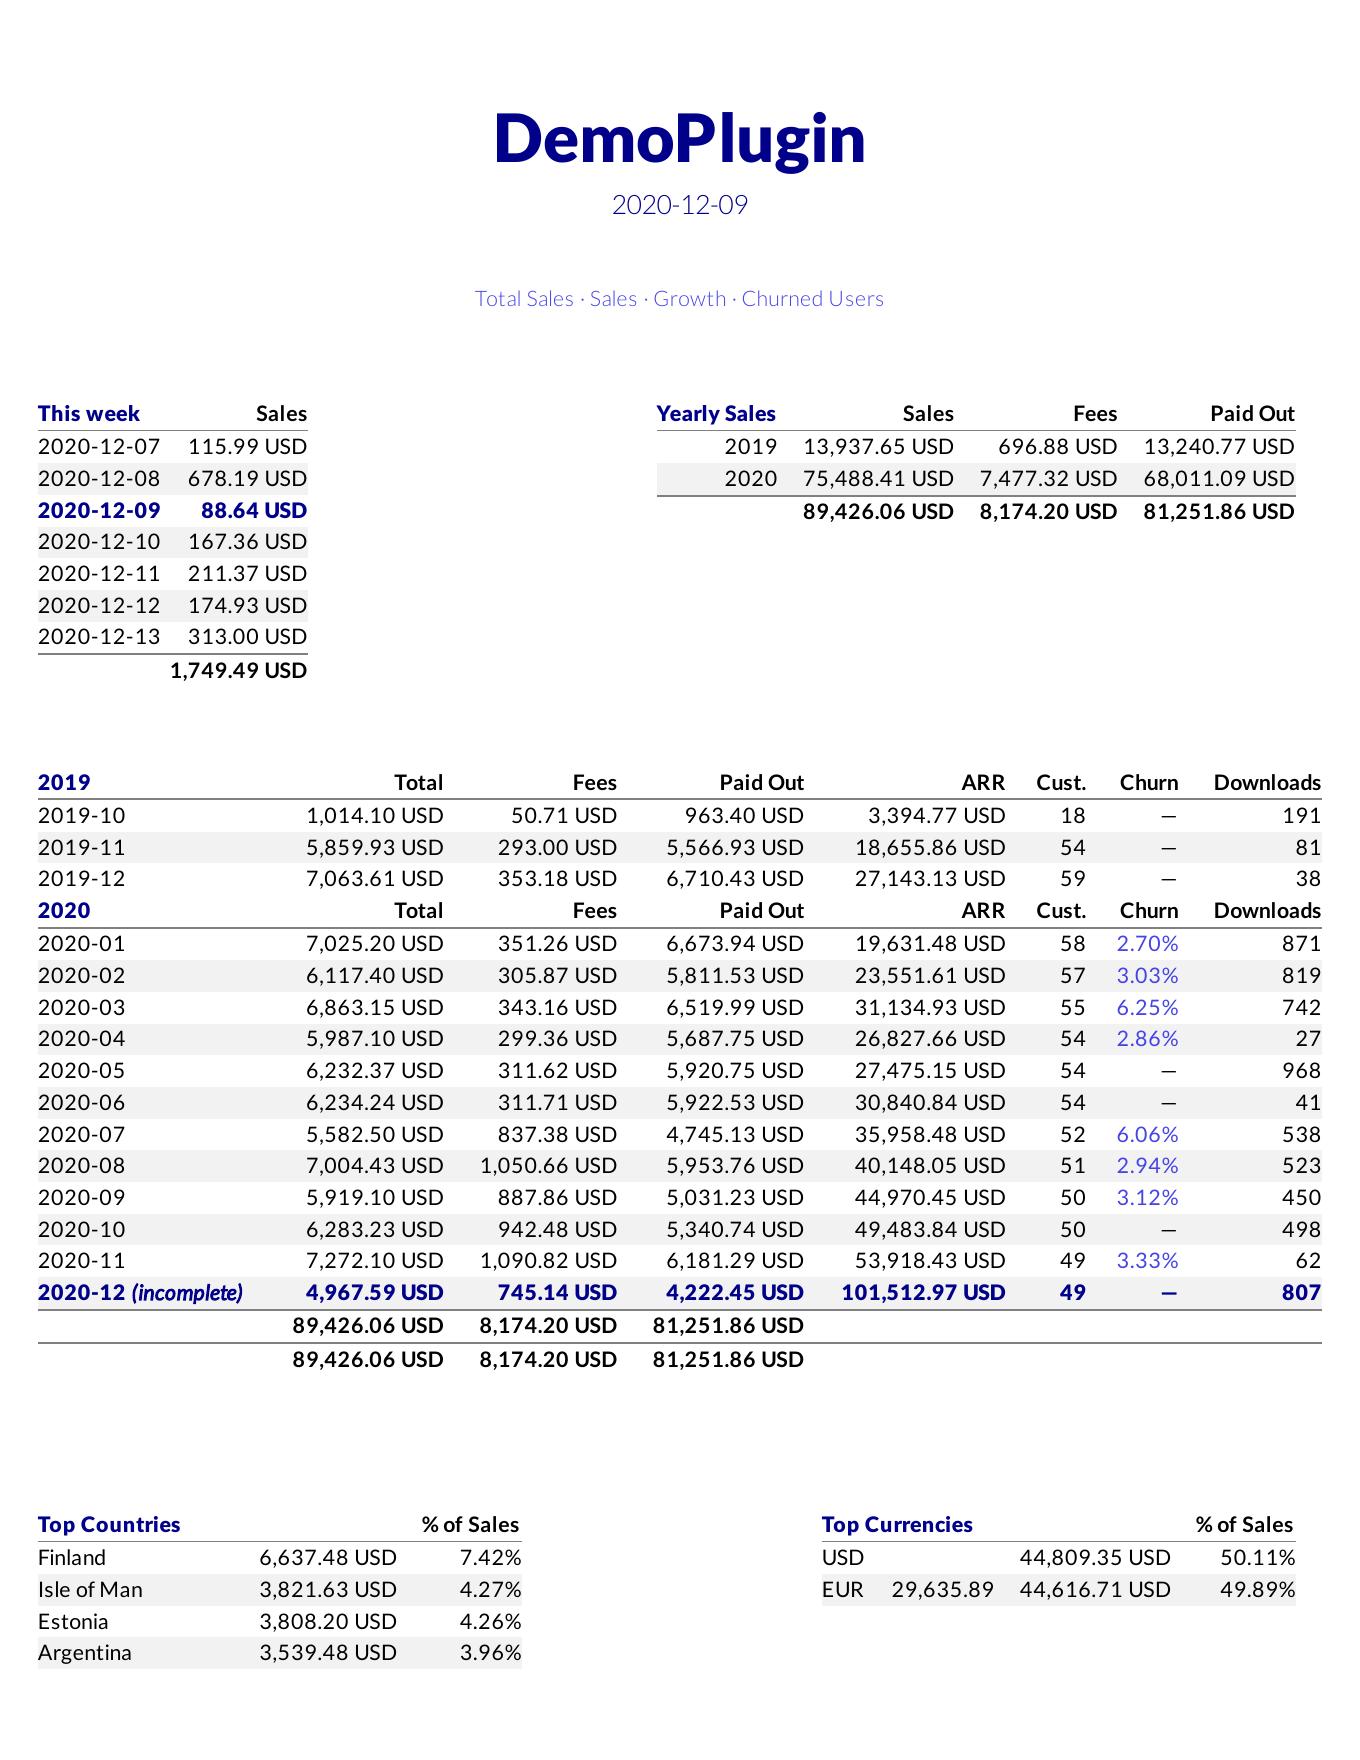 DemoPlugin
2020-12-09
Total Sales · Sales · Growth · Churned Users
This week Sales
2020-12-07 115.99 USD
2020-12-08 678.19 USD
2020-12-09 88.64 USD
2020-12-10 167.36 USD
2020-12-11 211.37 USD
2020-12-12 174.93 USD
2020-12-13 313.00 USD
1,749.49 USD
Yearly Sales Sales Fees Paid Out
2019 13,937.65 USD 696.88 USD 13,240.77 USD
2020 75,488.41 USD 7,477.32 USD 68,011.09 USD
89,426.06 USD 8,174.20 USD 81,251.86 USD
2019 Total Fees Paid Out ARR Cust. Churn Downloads
2019-10 1,014.10 USD 50.71 USD 963.40 USD 3,394.77 USD 18 — 191
2019-11 5,859.93 USD 293.00 USD 5,566.93 USD 18,655.86 USD 54 — 81
2019-12 7,063.61 USD 353.18 USD 6,710.43 USD 27,143.13 USD 59 — 38
2020 Total Fees Paid Out ARR Cust. Churn Downloads
2020-01 7,025.20 USD 351.26 USD 6,673.94 USD 19,631.48 USD 58 2.70% 871
2020-02 6,117.40 USD 305.87 USD 5,811.53 USD 23,551.61 USD 57 3.03% 819
2020-03 6,863.15 USD 343.16 USD 6,519.99 USD 31,134.93 USD 55 6.25% 742
2020-04 5,987.10 USD 299.36 USD 5,687.75 USD 26,827.66 USD 54 2.86% 27
2020-05 6,232.37 USD 311.62 USD 5,920.75 USD 27,475.15 USD 54 — 968
2020-06 6,234.24 USD 311.71 USD 5,922.53 USD 30,840.84 USD 54 — 41
2020-07 5,582.50 USD 837.38 USD 4,745.13 USD 35,958.48 USD 52 6.06% 538
2020-08 7,004.43 USD 1,050.66 USD 5,953.76 USD 40,148.05 USD 51 2.94% 523
2020-09 5,919.10 USD 887.86 USD 5,031.23 USD 44,970.45 USD 50 3.12% 450
2020-10 6,283.23 USD 942.48 USD 5,340.74 USD 49,483.84 USD 50 — 498
2020-11 7,272.10 USD 1,090.82 USD 6,181.29 USD 53,918.43 USD 49 3.33% 62
2020-12 (incomplete) 4,967.59 USD 745.14 USD 4,222.45 USD 101,512.97 USD 49 — 807
89,426.06 USD 8,174.20 USD 81,251.86 USD
89,426.06 USD 8,174.20 USD 81,251.86 USD
Top Countries % of Sales
Finland 6,637.48 USD 7.42%
Isle of Man 3,821.63 USD 4.27%
Estonia 3,808.20 USD 4.26%
Argentina 3,539.48 USD 3.96%
Top Currencies % of Sales
USD 44,809.35 USD 50.11%
EUR 29,635.89 44,616.71 USD 49.89%